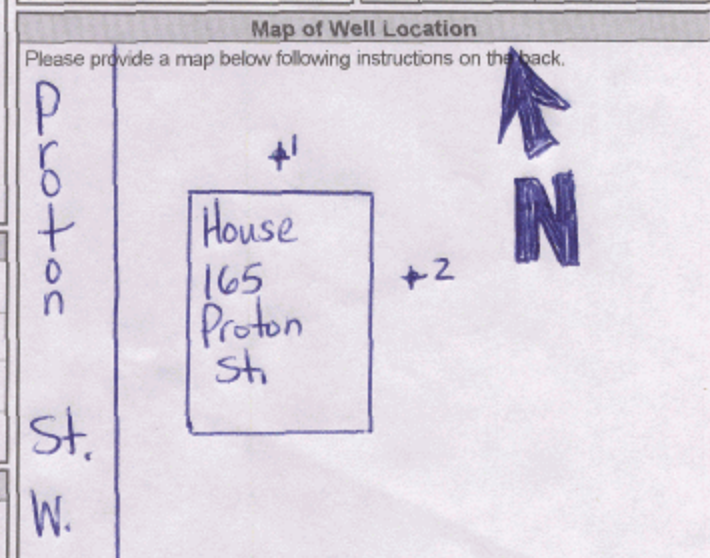 Map of Well Location
Please provide a map below following instructions on the back.
Proton
St.
W.
+1
House
165
Proton
St.
+2
N